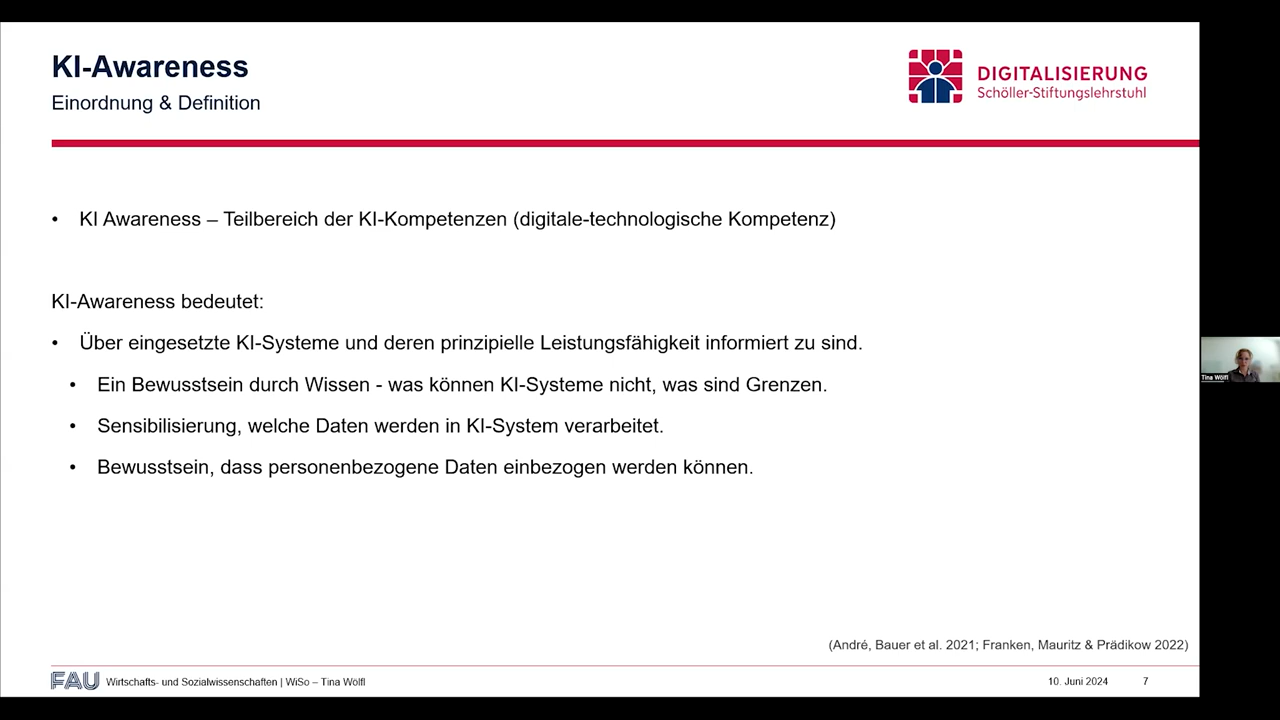 KI-Awareness
Einordnung & Definition
DIGITALISIERUNG
Schöller-Stiftungslehrstuhl
• KI Awareness – Teilbereich der KI-Kompetenzen (digitale-technologische Kompetenz)
KI-Awareness bedeutet:
• Über eingesetzte KI-Systeme und deren prinzipielle Leistungsfähigkeit informiert zu sind.
• Ein Bewusstsein durch Wissen - was können KI-Systeme nicht, was sind Grenzen.
• Sensibilisierung, welche Daten werden in KI-System verarbeitet.
• Bewusstsein, dass personenbezogene Daten einbezogen werden können.
Tina Wölfl
(André, Bauer et al. 2021; Franken, Mauritz & Prädikow 2022)
FAU Wirtschafts- und Sozialwissenschaften | WiSo – Tina Wölfl
10. Juni 2024 7